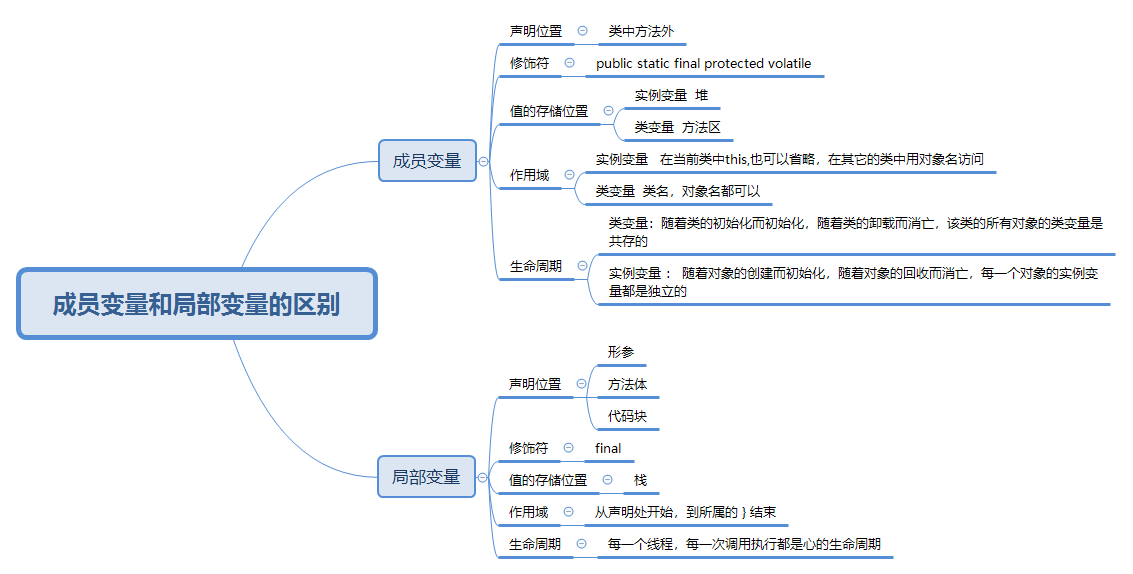 成员变量和局部变量的区别
成员变量
声明位置
类中方法外
修饰符
public static final protected volatile
值的存储位置
实例变量 堆
类变量 方法区
作用域
实例变量 在当前类中this,也可以省略，在其它的类中用对象名访问
类变量 类名，对象名都可以
生命周期
类变量：随着类的初始化而初始化，随着类的卸载而消亡，该类的所有对象的类变量是
共存的
实例变量 ： 随着对象的创建而初始化，随着对象的回收而消亡，每一个对象的实例变
量都是独立的
局部变量
声明位置
形参
方法体
代码块
修饰符
final
值的存储位置
栈
作用域
从声明处开始，到所属的 } 结束
生命周期
每一个线程，每一次调用执行都是心的生命周期